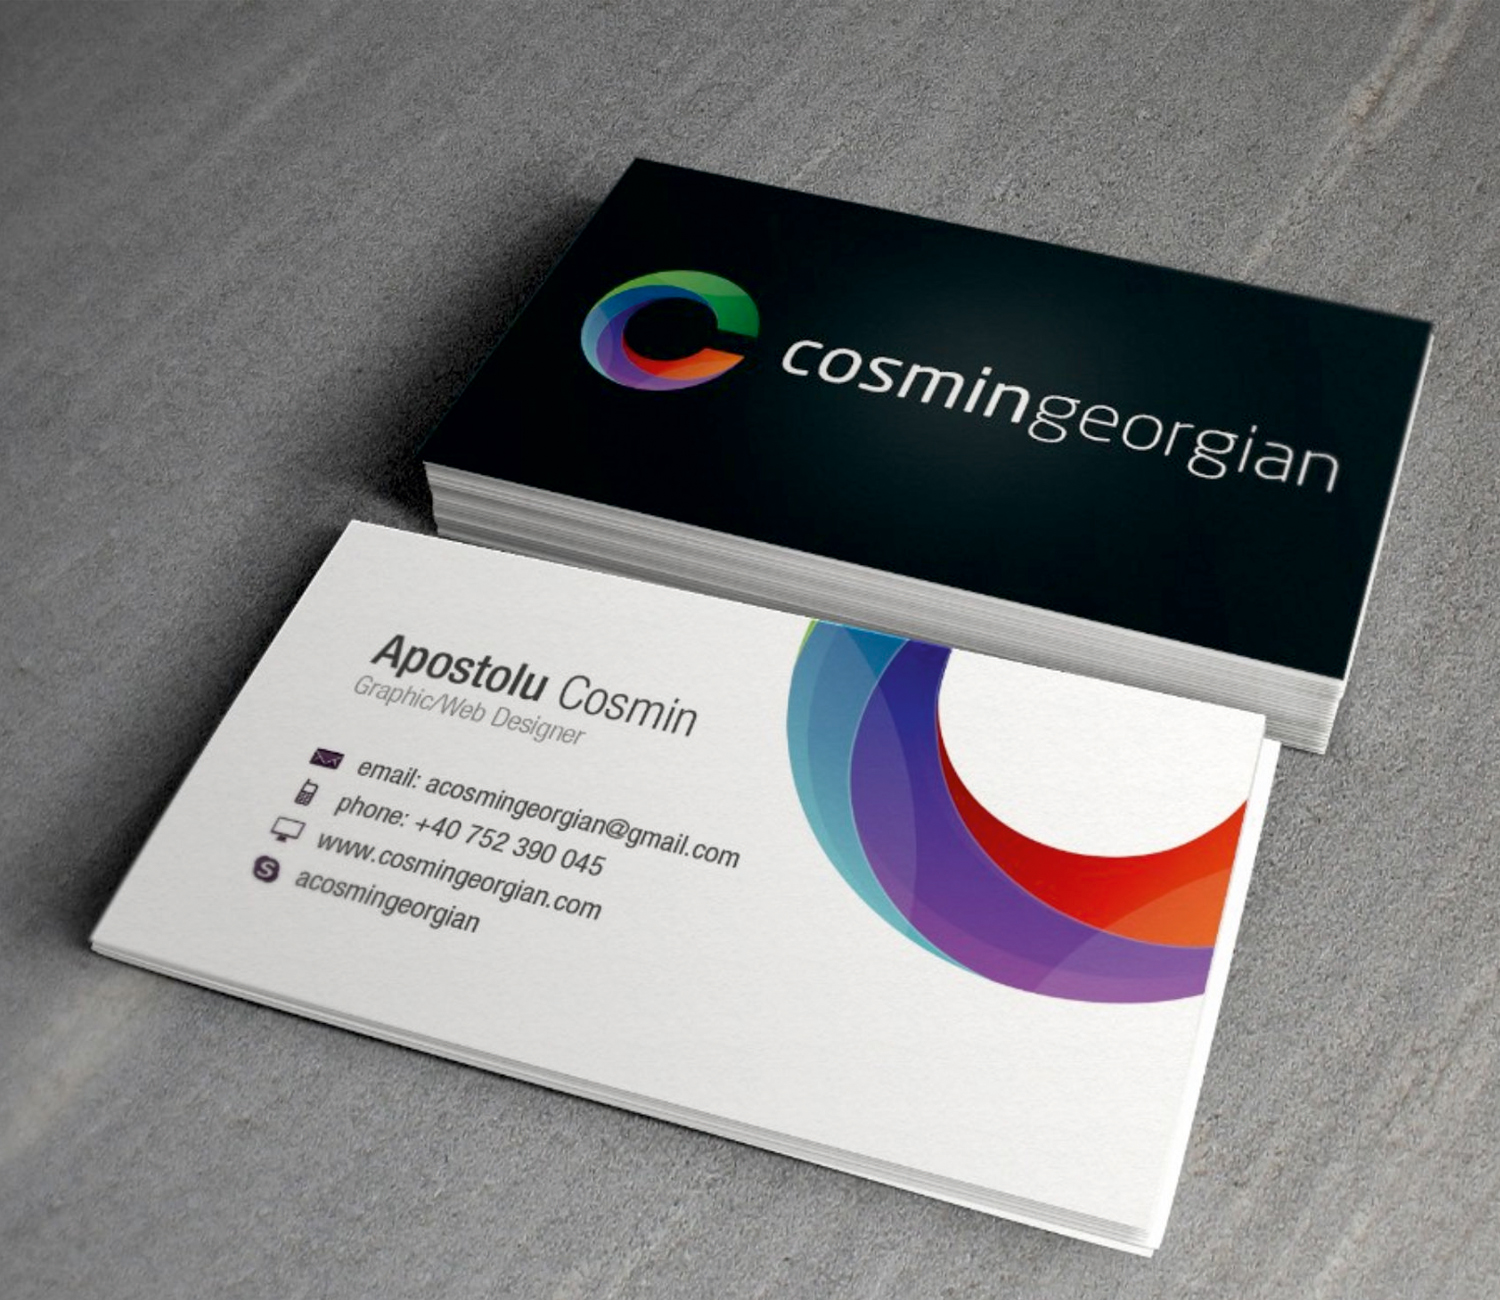 cosmingeorgian
Apostolu Cosmin
Graphic/Web Designer
email: acosmingeorgian@gmail.com
phone: +40 752 390 045
www.cosmingeorgian.com
acosmingeorgian